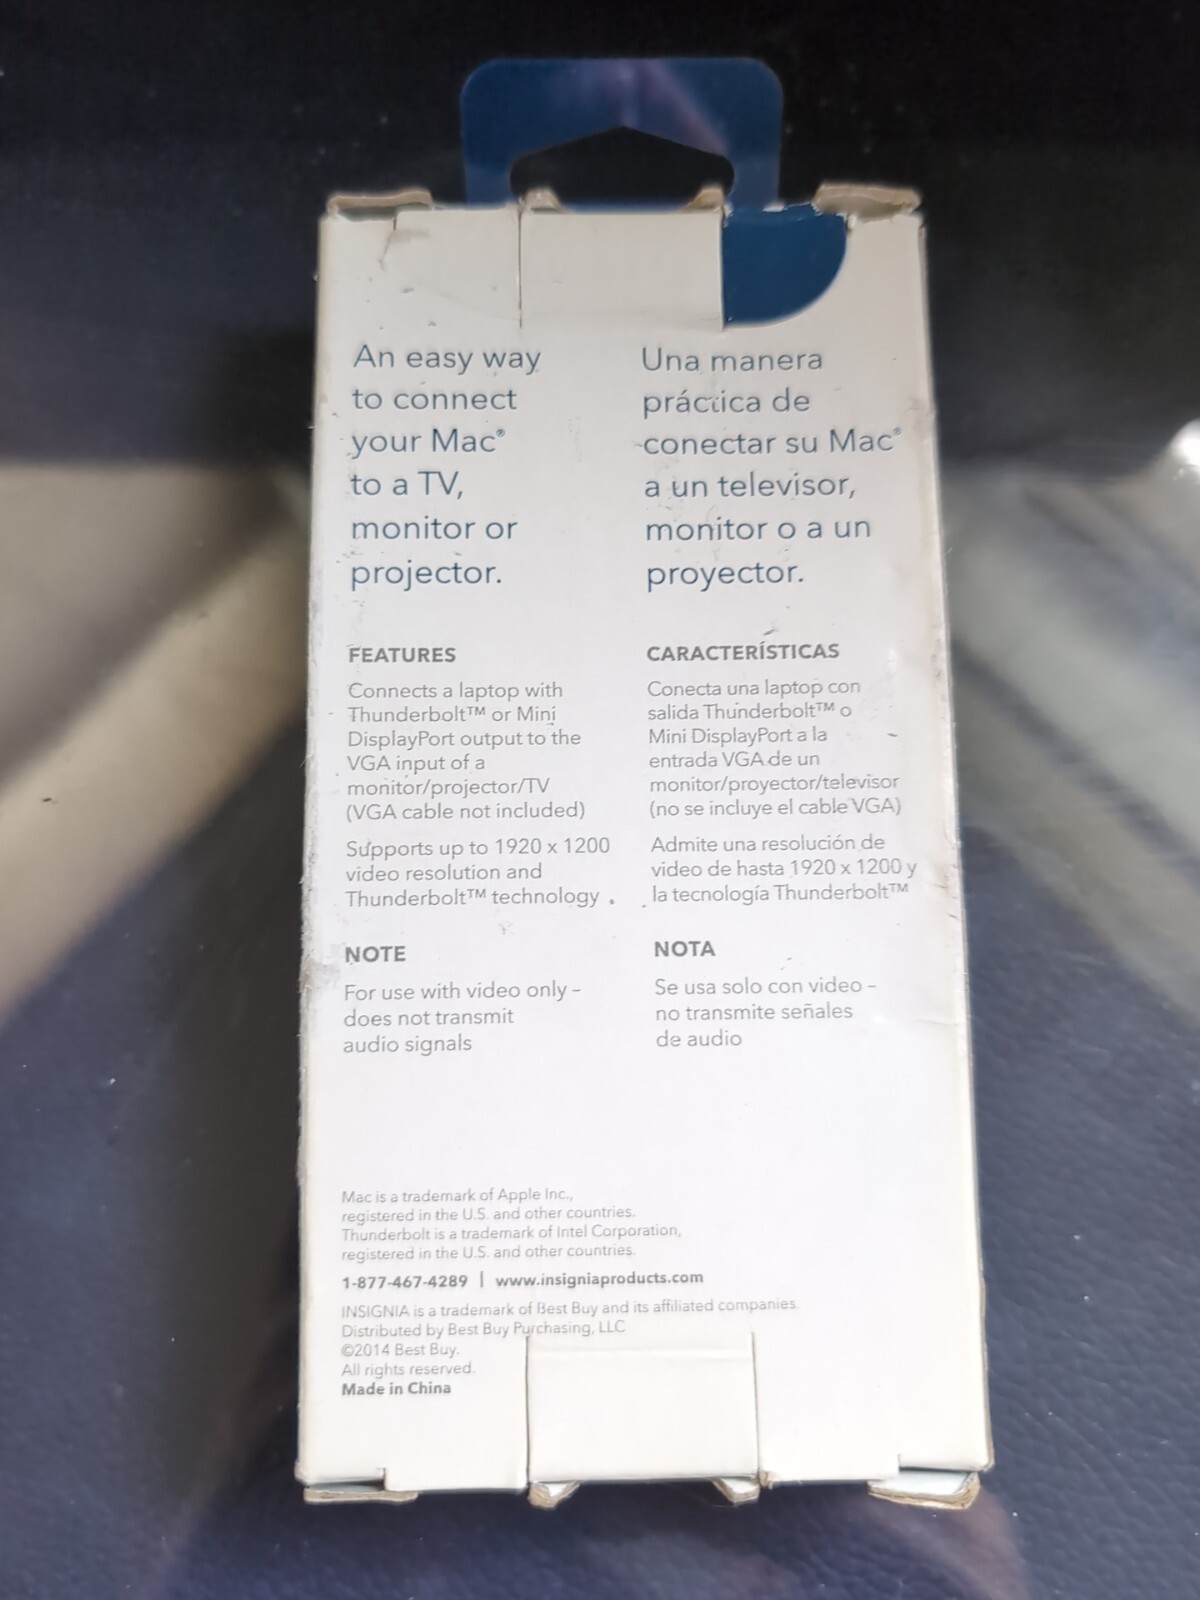 An easy way
to connect
your Mac®
to a TV,
monitor or
projector.
FEATURES
Connects a laptop with
Thunderbolt™ or Mini
DisplayPort output to the
VGA input of a
monitor/projector/TV
(VGA cable not included)
Supports up to 1920 x 1200
video resolution and
Thunderbolt™ technology
NOTE
For use with video only –
does not transmit
audio signals
Una manera
práctica de
conectar su Mac®
a un televisor,
monitor o a un
proyector.
CARACTERÍSTICAS
Conecta una laptop con
salida Thunderbolt™ o
Mini DisplayPort a la
entrada VGA de un
monitor/proyector/televisor
(no se incluye el cable VGA)
Admite una resolución de
video de hasta 1920 x 1200 y
la tecnología Thunderbolt™
NOTA
Se usa solo con video –
no transmite señales
de audio
Mac is a trademark of Apple Inc.,
registered in the U.S. and other countries.
Thunderbolt is a trademark of Intel Corporation,
registered in the U.S. and other countries.
1-877-467-4289 | www.insigniaproducts.com
INSIGNIA is a trademark of Best Buy and its affiliated companies.
Distributed by Best Buy Purchasing, LLC
©2014 Best Buy.
All rights reserved.
Made in China